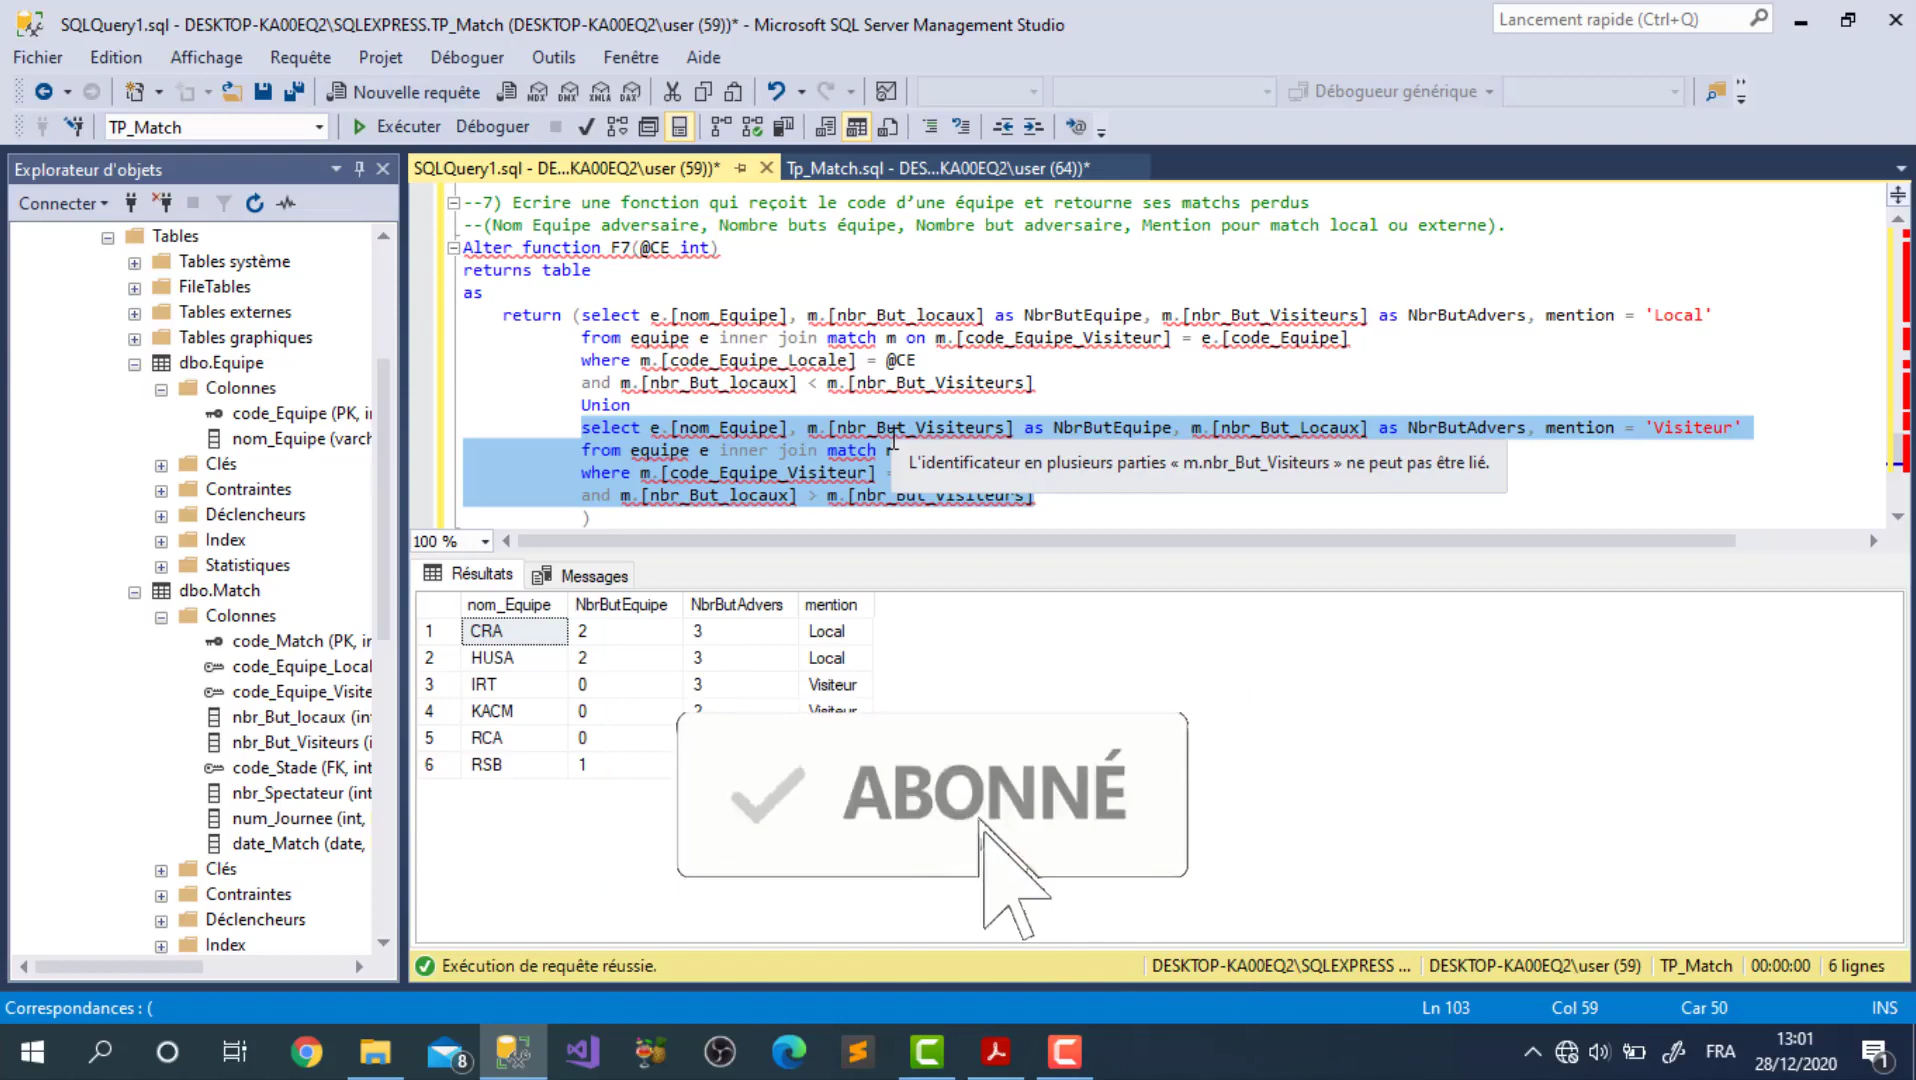 SQLQuery1.sql - DESKTOP-KA00EQ2\SQLEXPRESS.TP_Match (DESKTOP-KA00EQ2\user (59))* - Microsoft SQL Server Management Studio
Lancement rapide (Ctrl+Q)
Fichier Edition Affichage Requête Projet Déboguer Outils Fenêtre Aide
Nouvelle requête MDX DMX XMLA DAX Débogueur générique
TP_Match Exécuter Déboguer
Explorateur d'objets
SQLQuery1.sql - DE...KA00EQ2\user (59))* Tp_Match.sql - DES...KA00EQ2\user (64))*
Connecter
Tables
Tables système
FileTables
Tables externes
Tables graphiques
dbo.Equipe
Colonnes
code_Equipe (PK, in
nom_Equipe (varch
Clés
Contraintes
Déclencheurs
Index
Statistiques
dbo.Match
Colonnes
code_Match (PK, in
code_Equipe_Local
code_Equipe_Visite
nbr_But_locaux (in
nbr_But_Visiteurs (i
code_Stade (FK, int
nbr_Spectateur (int
num_Journee (int,
date_Match (date,
Clés
Contraintes
Déclencheurs
Index
--7) Ecrire une fonction qui reçoit le code d'une équipe et retourne ses matchs perdus
--(Nom Equipe adversaire, Nombre buts équipe, Nombre but adversaire, Mention pour match local ou externe).
Alter function F7(@CE int)
returns table
as
return (select e.[nom_Equipe], m.[nbr_But_locaux] as NbrButEquipe, m.[nbr_But_Visiteurs] as NbrButAdvers, mention = 'Local'
from equipe e inner join match m on m.[code_Equipe_Visiteur] = e.[code_Equipe]
where m.[code_Equipe_Locale] = @CE
and m.[nbr_But_locaux] < m.[nbr_But_Visiteurs]
Union
select e.[nom_Equipe], m.[nbr_But_Visiteurs] as NbrButEquipe, m.[nbr_But_Locaux] as NbrButAdvers, mention = 'Visiteur'
from equipe e inner join match
L'identificateur en plusieurs parties « m.nbr_But_Visiteurs » ne peut pas être lié.
where m.[code_Equipe_Visiteur]
and m.[nbr_But_locaux] > m.[nbr_But_Visiteurs]
)
100 %
Résultats Messages
nom_Equipe NbrButEquipe NbrButAdvers mention
1 CRA 2 3 Local
2 HUSA 2 3 Local
3 IRT 0 3 Visiteur
4 KACM 0 2 Visiteur
5 RCA 0
6 RSB 1
ABONNÉ
Exécution de requête réussie. DESKTOP-KA00EQ2\SQLEXPRESS ... DESKTOP-KA00EQ2\user (59) TP_Match 00:00:00 6 lignes
Correspondances : ( Ln 103 Col 59 Car 50 INS
8
FRA
13:01
28/12/2020
1